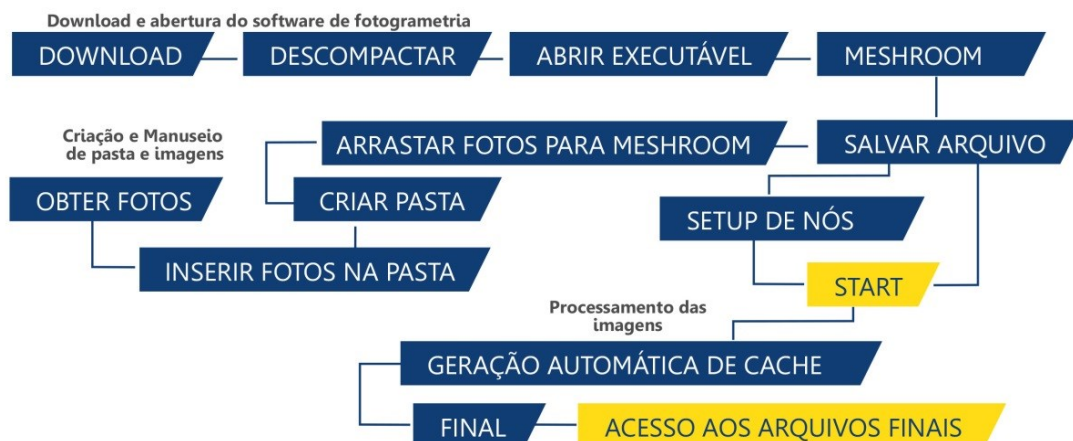 Download e abertura do software de fotogrametria
DOWNLOAD
DESCOMPACTAR
ABRIR EXECUTÁVEL
MESHROOM
Criação e Manuseio
de pasta e imagens
ARRASTAR FOTOS PARA MESHROOM
SALVAR ARQUIVO
OBTER FOTOS
CRIAR PASTA
SETUP DE NÓS
INSERIR FOTOS NA PASTA
START
Processamento das
imagens
GERAÇÃO AUTOMÁTICA DE CACHE
FINAL
ACESSO AOS ARQUIVOS FINAIS